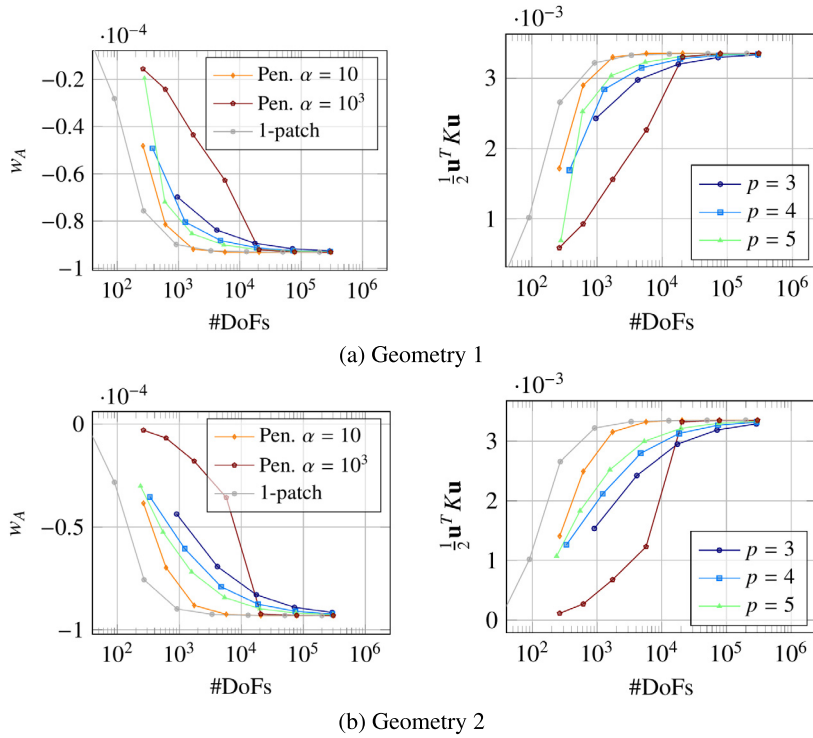 ·10⁻⁴
−0.2
−0.4
−0.6
−0.8
−1
w_A
10² 10³ 10⁴ 10⁵ 10⁶
#DoFs
Pen. α = 10
Pen. α = 10³
1-patch
·10⁻³
3
2
1
½uᵀKu
10² 10³ 10⁴ 10⁵ 10⁶
#DoFs
p = 3
p = 4
p = 5
(a) Geometry 1
·10⁻⁴
0
−0.5
−1
w_A
10² 10³ 10⁴ 10⁵ 10⁶
#DoFs
Pen. α = 10
Pen. α = 10³
1-patch
·10⁻³
3
2
1
0
½uᵀKu
10² 10³ 10⁴ 10⁵ 10⁶
#DoFs
p = 3
p = 4
p = 5
(b) Geometry 2